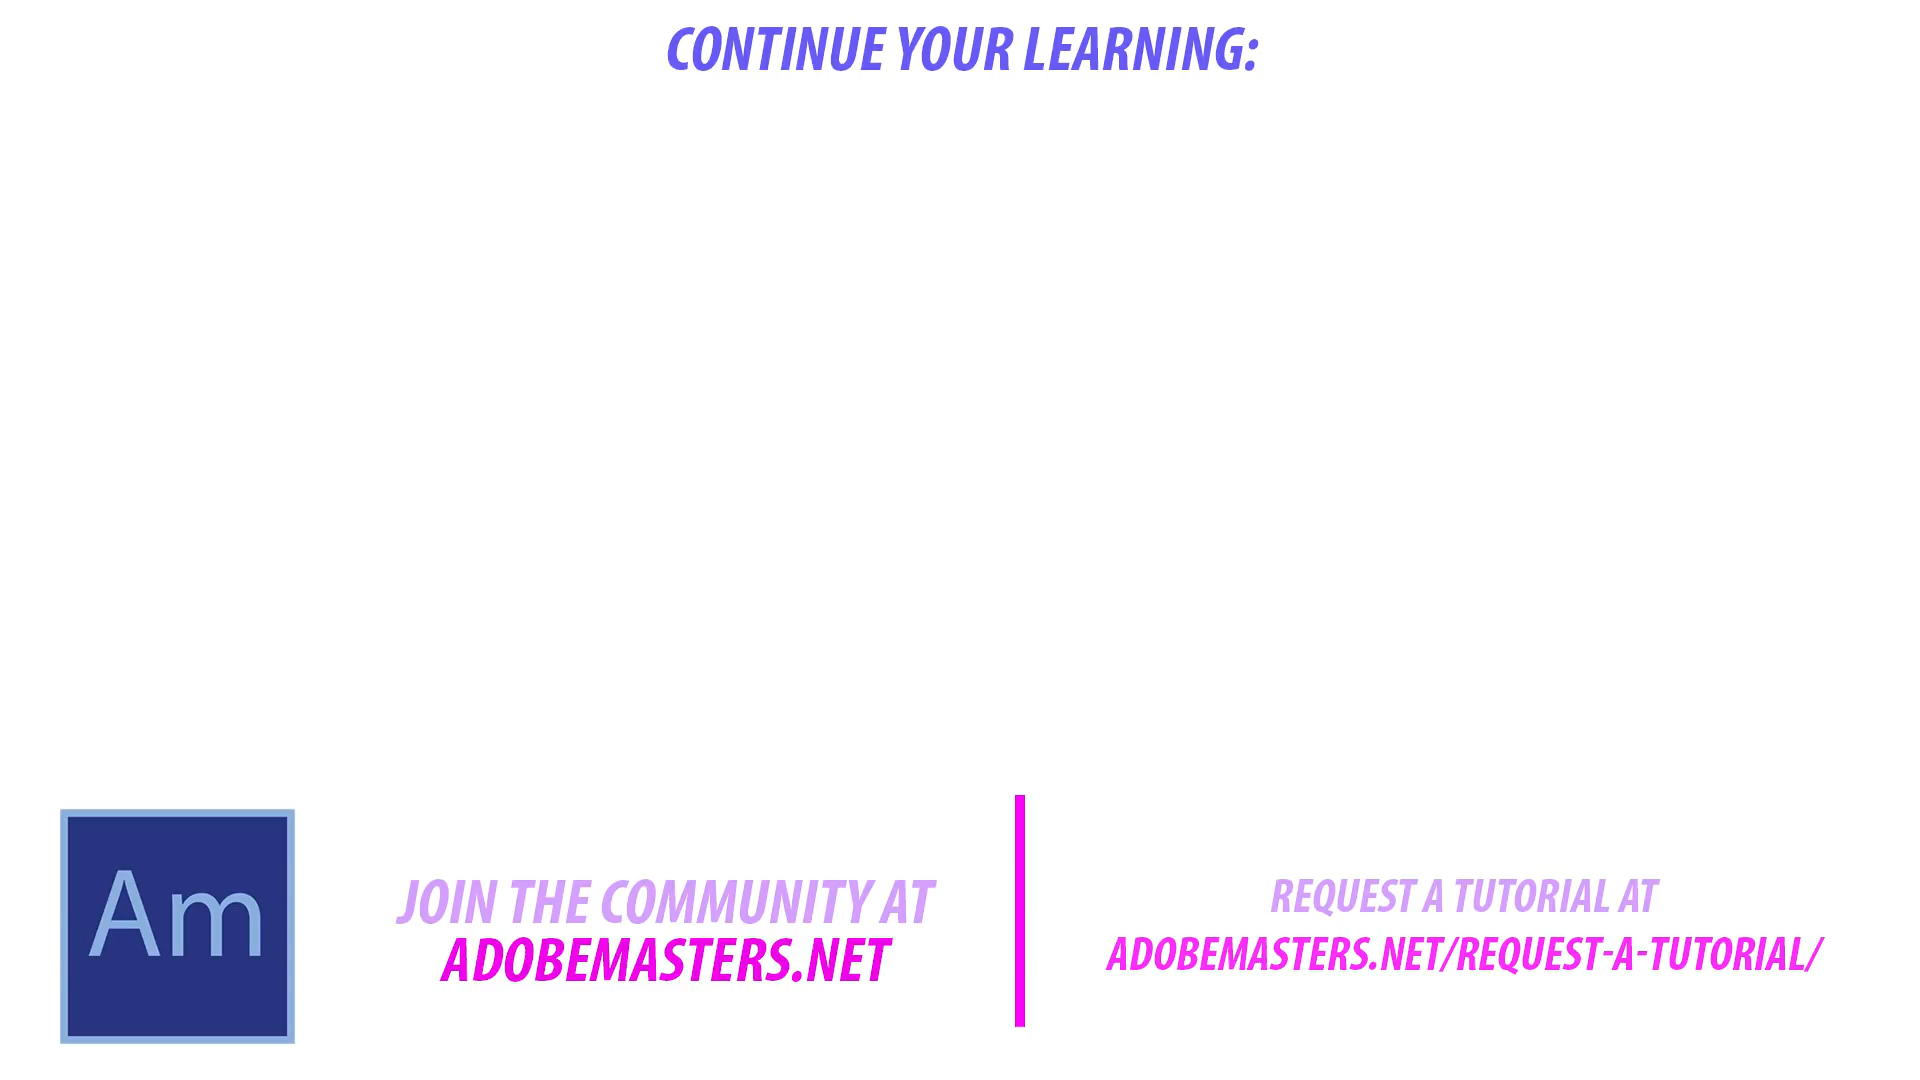 CONTINUE YOUR LEARNING:
Am
JOIN THE COMMUNITY AT
ADOBEMASTERS.NET
REQUEST A TUTORIAL AT
ADOBEMASTERS.NET/REQUEST-A-TUTORIAL/